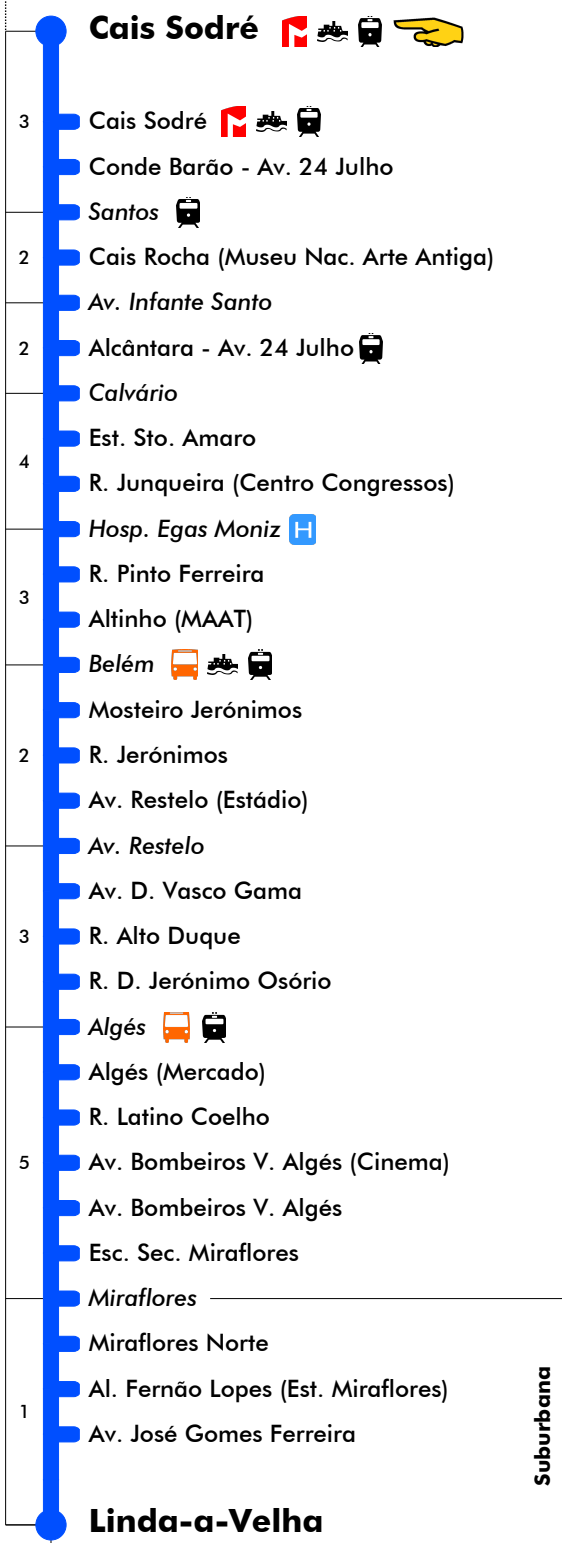 Cais Sodré
3
Cais Sodré
Conde Barão - Av. 24 Julho
Santos
2
Cais Rocha (Museu Nac. Arte Antiga)
Av. Infante Santo
2
Alcântara - Av. 24 Julho
Calvário
Est. Sto. Amaro
4
R. Junqueira (Centro Congressos)
Hosp. Egas Moniz H
R. Pinto Ferreira
3
Altinho (MAAT)
Belém
Mosteiro Jerónimos
2
R. Jerónimos
Av. Restelo (Estádio)
Av. Restelo
Av. D. Vasco Gama
3
R. Alto Duque
R. D. Jerónimo Osório
Algés
Algés (Mercado)
R. Latino Coelho
5
Av. Bombeiros V. Algés (Cinema)
Av. Bombeiros V. Algés
Esc. Sec. Miraflores
Miraflores
Miraflores Norte
Al. Fernão Lopes (Est. Miraflores)
1
Av. José Gomes Ferreira
Suburbana
Linda-a-Velha